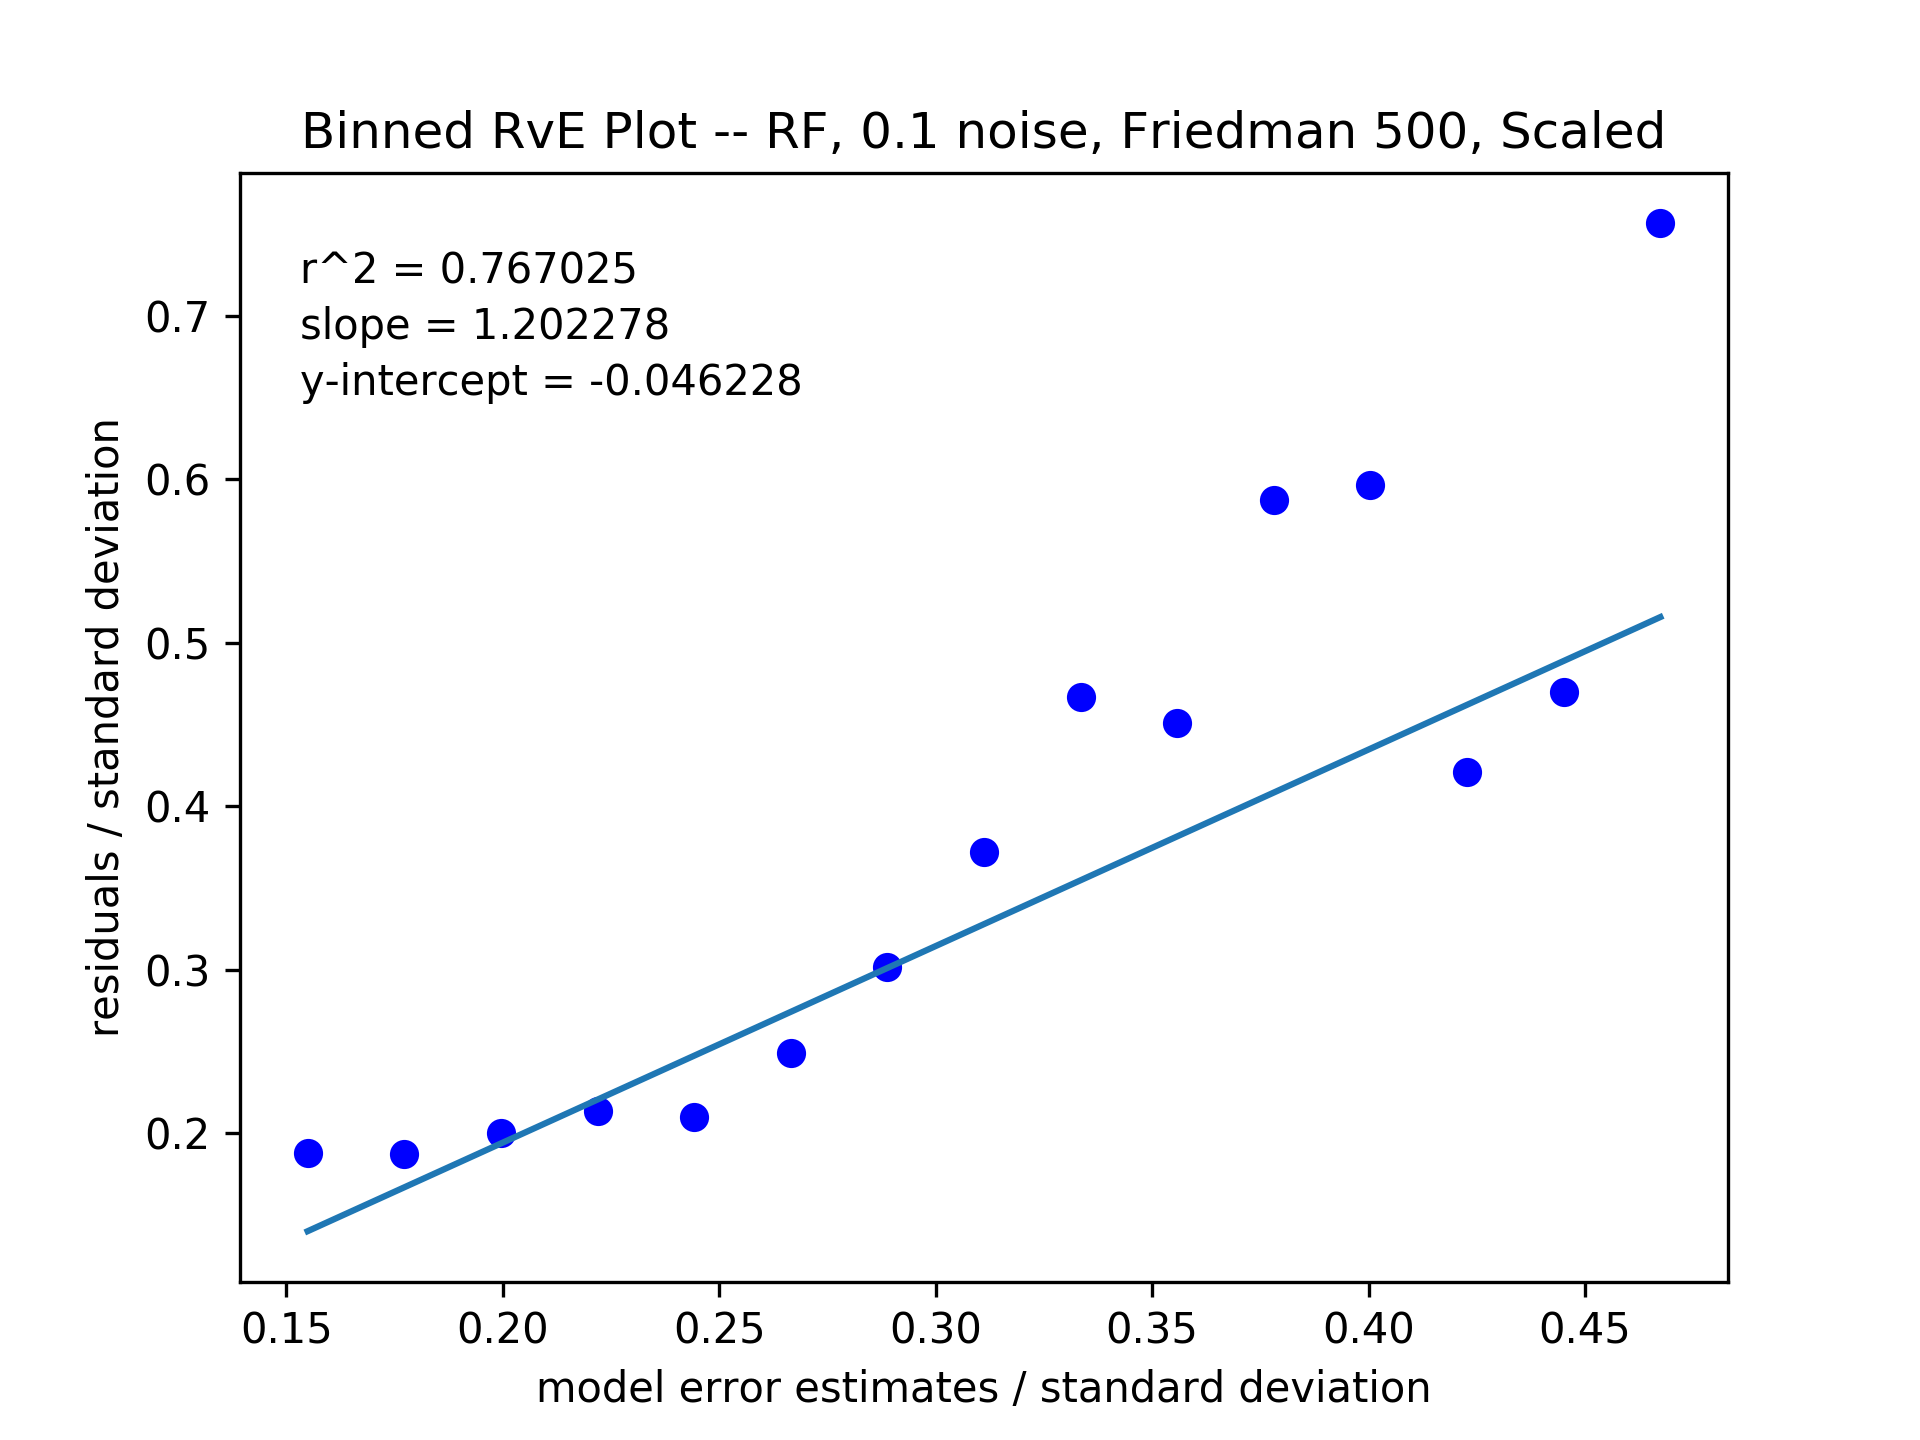 Binned RvE Plot -- RF, 0.1 noise, Friedman 500, Scaled
r^2 = 0.767025
slope = 1.202278
y-intercept = -0.046228
residuals / standard deviation
0.7
0.6
0.5
0.4
0.3
0.2
0.15 0.20 0.25 0.30 0.35 0.40 0.45
model error estimates / standard deviation